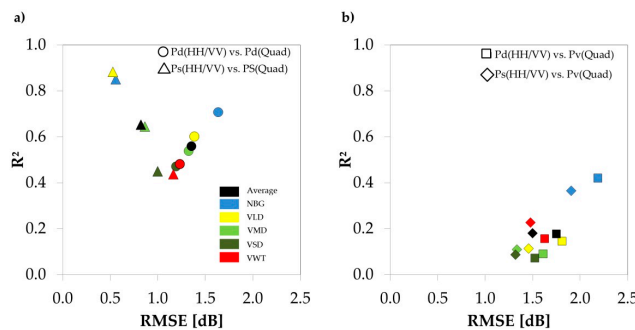 a)
1.0
Pd(HH/VV) vs. Pd(Quad)
Ps(HH/VV) vs. PS(Quad)
0.8
0.6
R²
0.4
Average
NBG
VLD
VMD
VSD
VWT
0.2
0.0
0.0 0.5 1.0 1.5 2.0 2.5
RMSE [dB]
b)
1.0
Pd(HH/VV) vs. Pv(Quad)
Ps(HH/VV) vs. Pv(Quad)
0.8
0.6
R²
0.4
0.2
0.0
0.0 0.5 1.0 1.5 2.0 2.5
RMSE [dB]